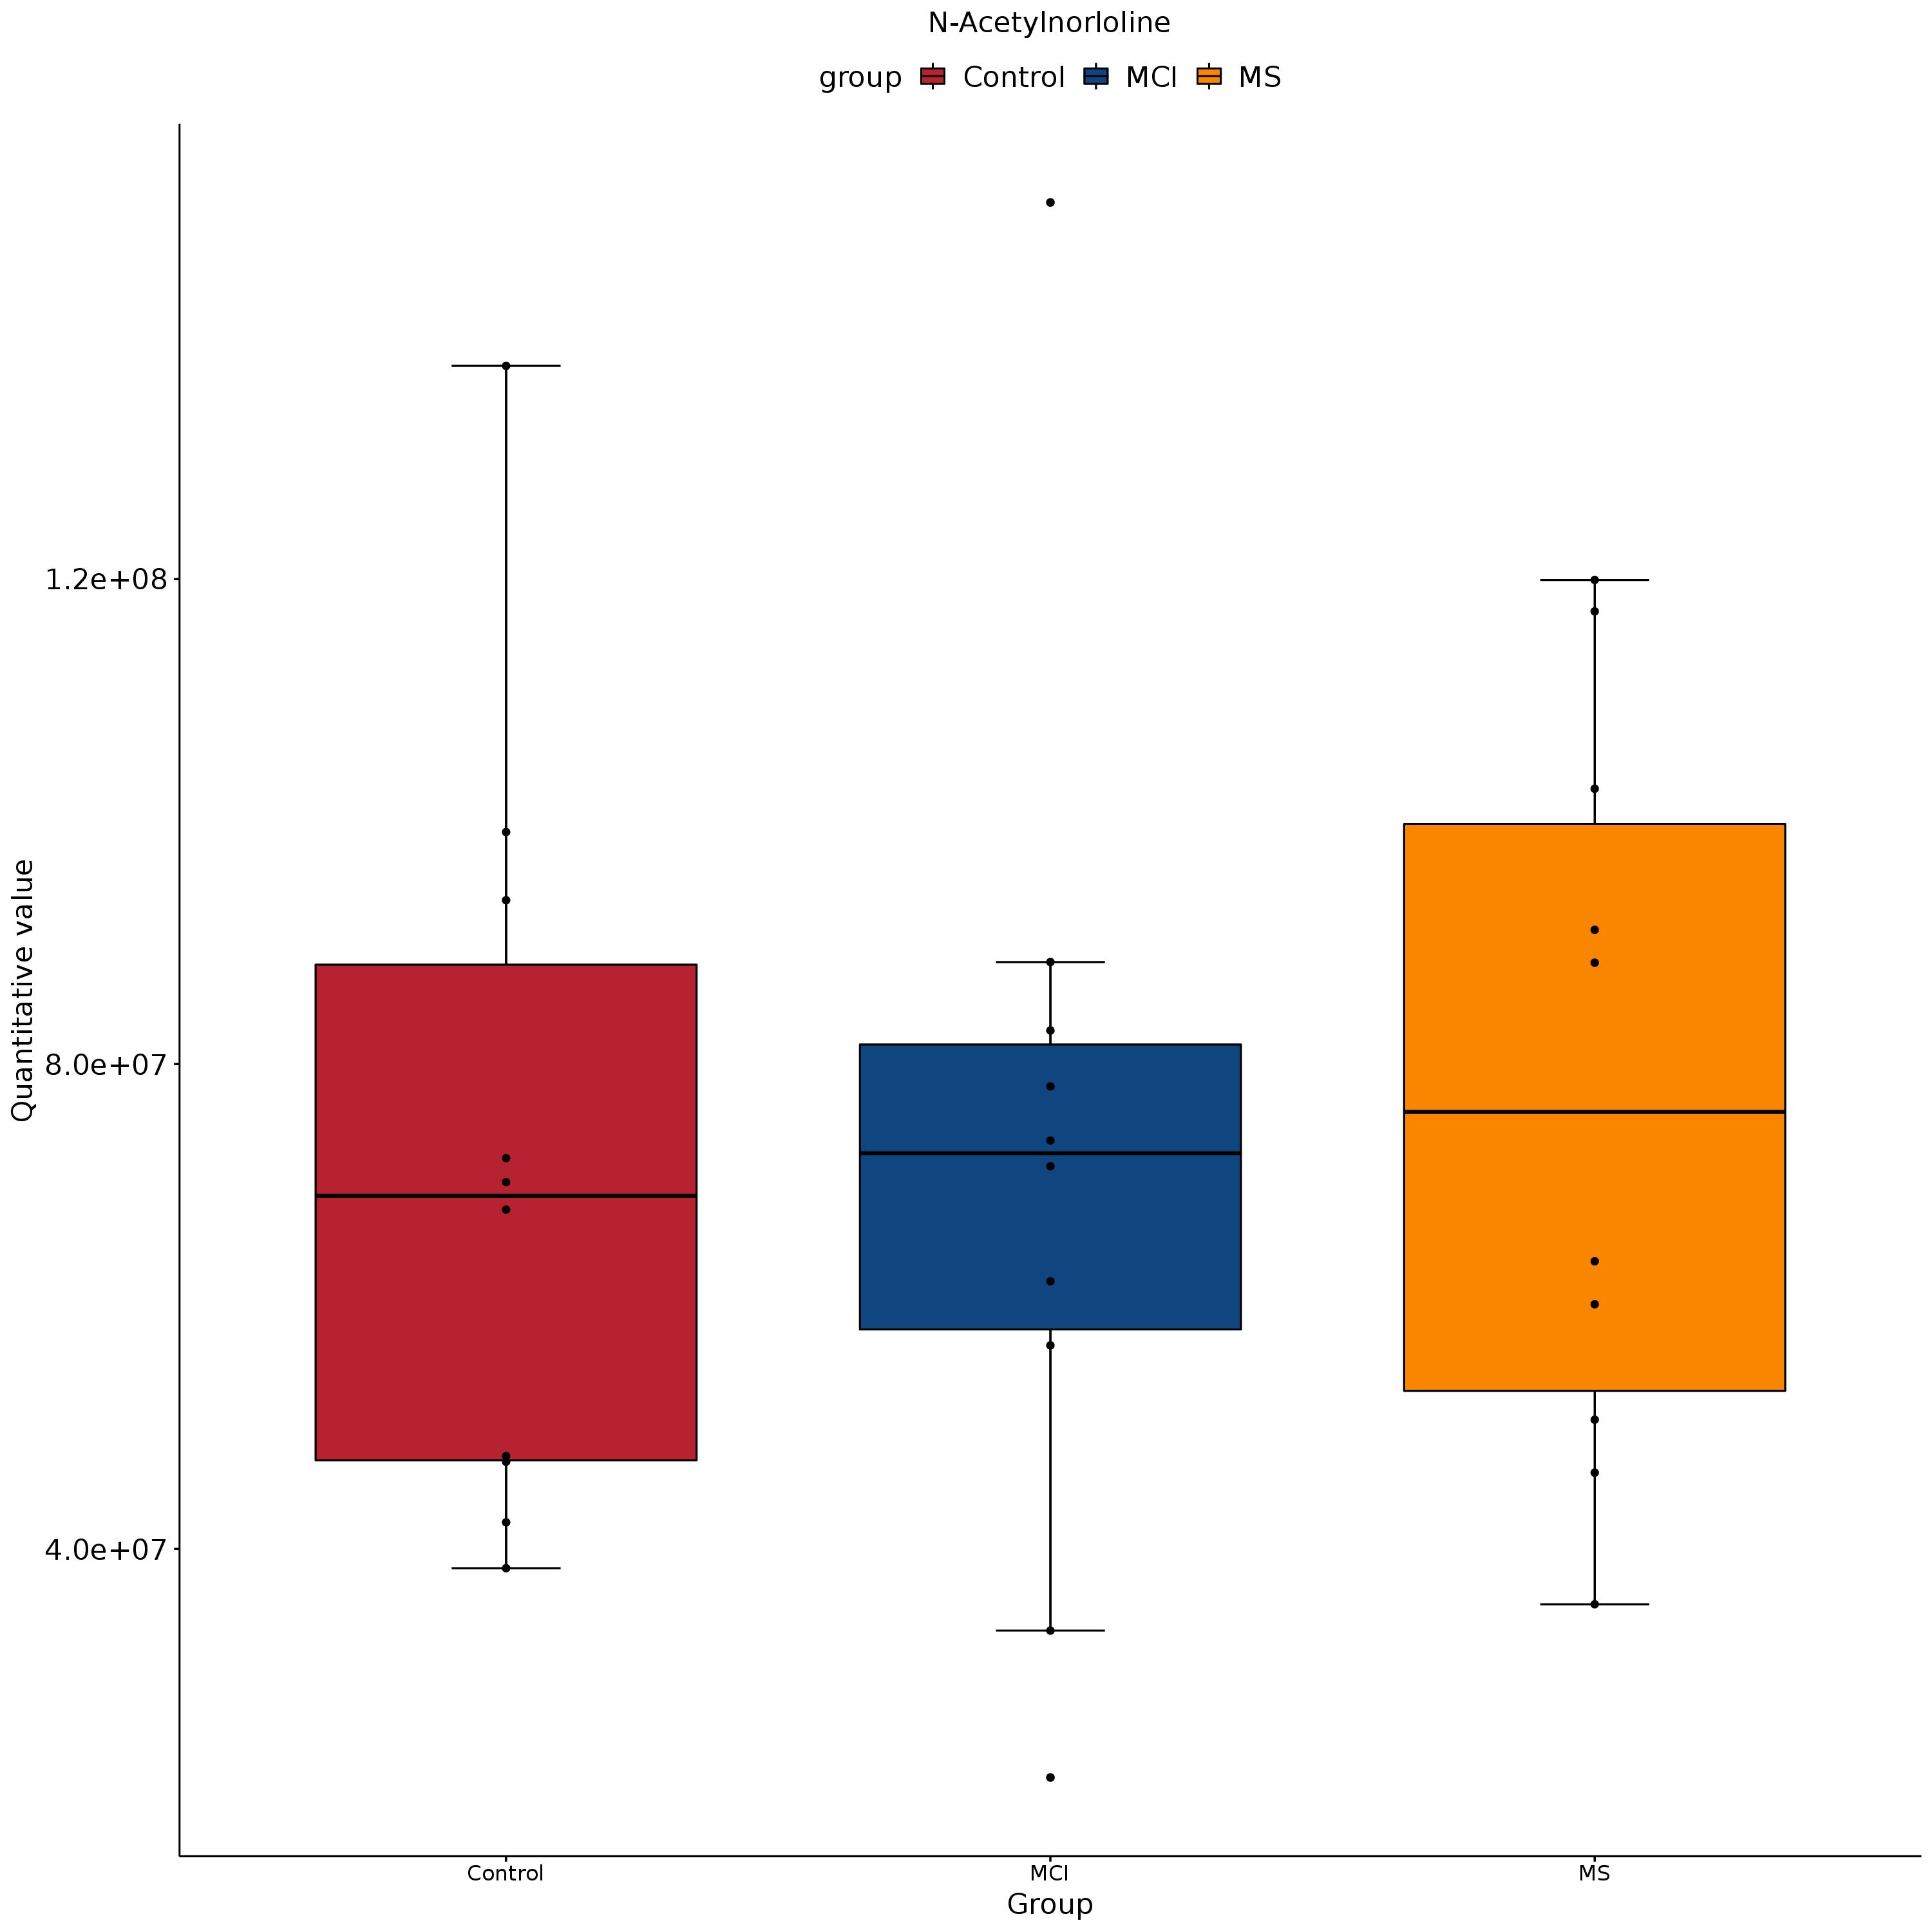 N-Acetylnorloline
group Control MCI MS
Quantitative value
1.2e+08
8.0e+07
4.0e+07
Control MCI MS
Group